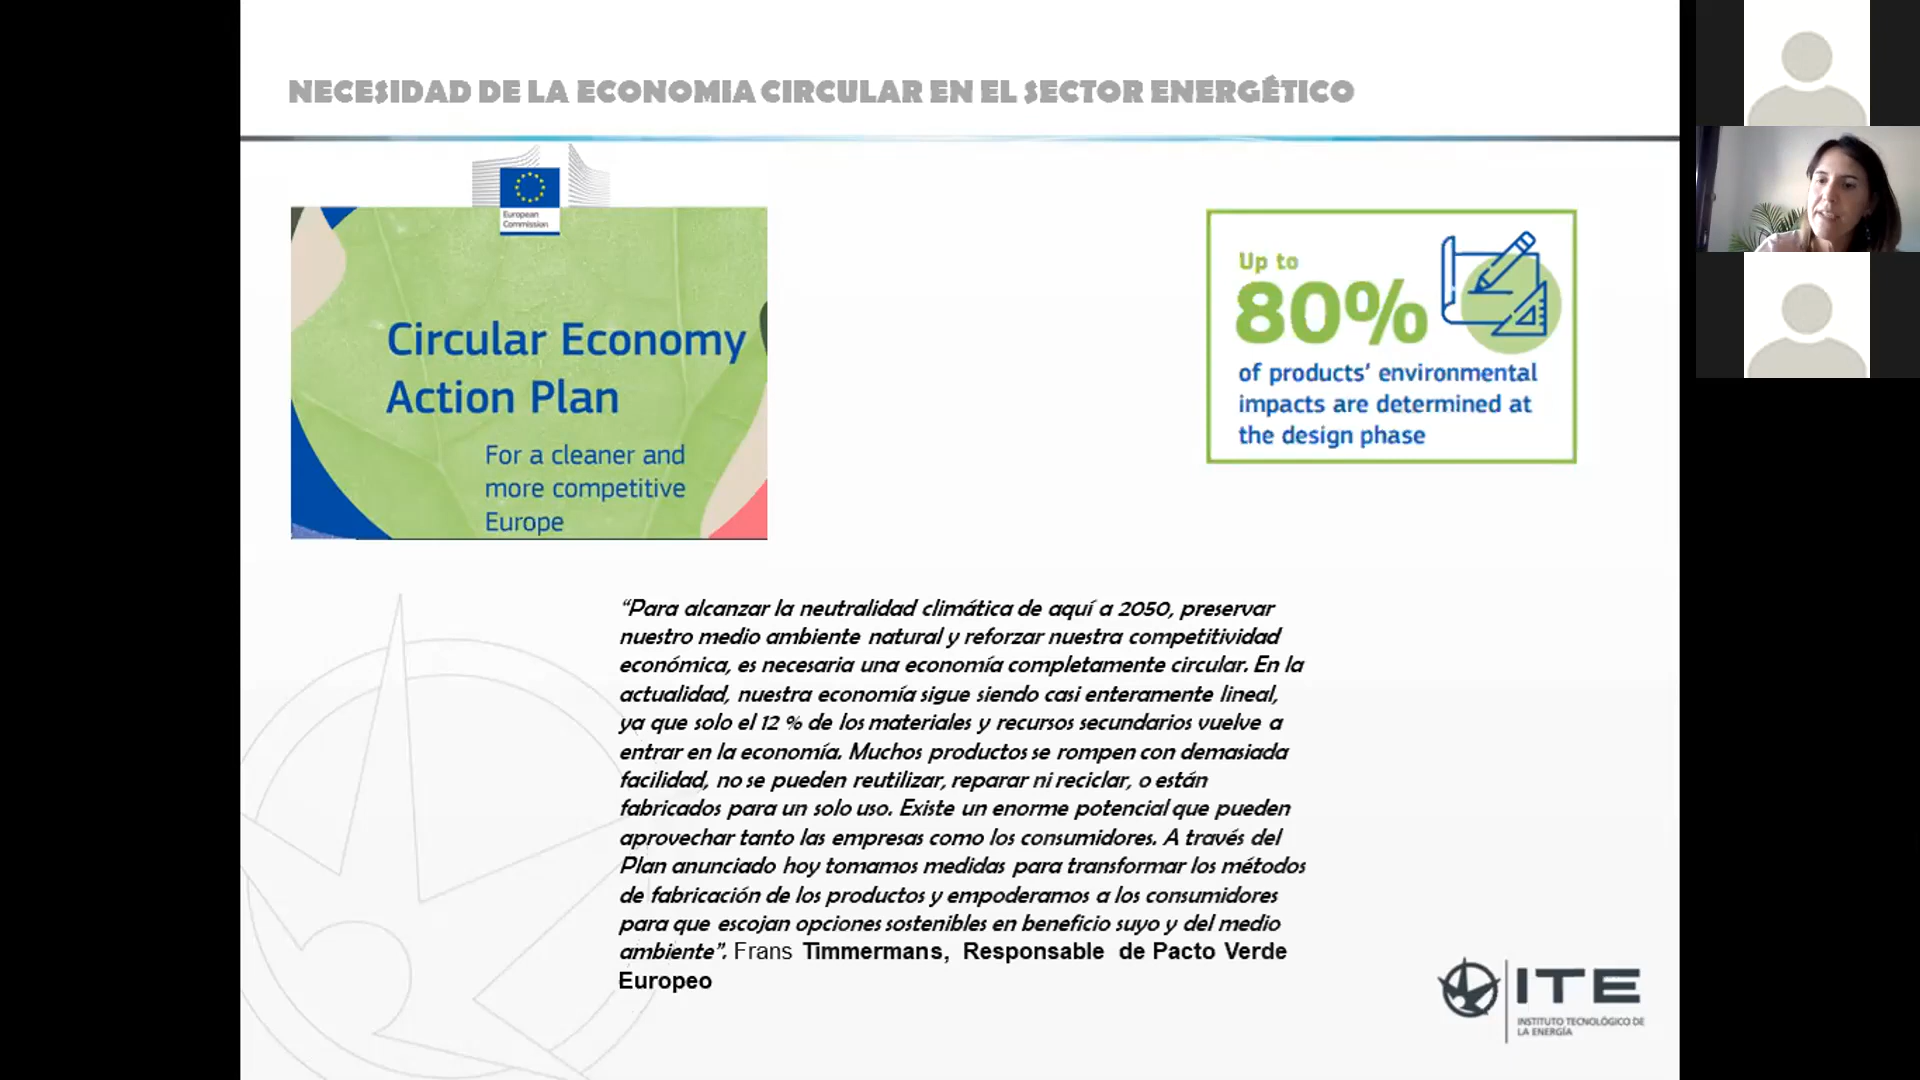 NECESIDAD DE LA ECONOMIA CIRCULAR EN EL SECTOR ENERGÉTICO
European
Commission
Circular Economy
Action Plan
For a cleaner and
more competitive
Europe
Up to
80%
of products' environmental
impacts are determined at
the design phase
“Para alcanzar la neutralidad climática de aquí a 2050, preservar
nuestro medio ambiente natural y reforzar nuestra competitividad
económica, es necesaria una economía completamente circular. En la
actualidad, nuestra economía sigue siendo casi enteramente lineal,
ya que solo el 12 % de los materiales y recursos secundarios vuelve a
entrar en la economía. Muchos productos se rompen con demasiada
facilidad, no se pueden reutilizar, reparar ni reciclar, o están
fabricados para un solo uso. Existe un enorme potencial que pueden
aprovechar tanto las empresas como los consumidores. A través del
Plan anunciado hoy tomamos medidas para transformar los métodos
de fabricación de los productos y empoderamos a los consumidores
para que escojan opciones sostenibles en beneficio suyo y del medio
ambiente”. Frans Timmermans, Responsable de Pacto Verde
Europeo
ITE
INSTITUTO TECNOLÓGICO DE
LA ENERGÍA